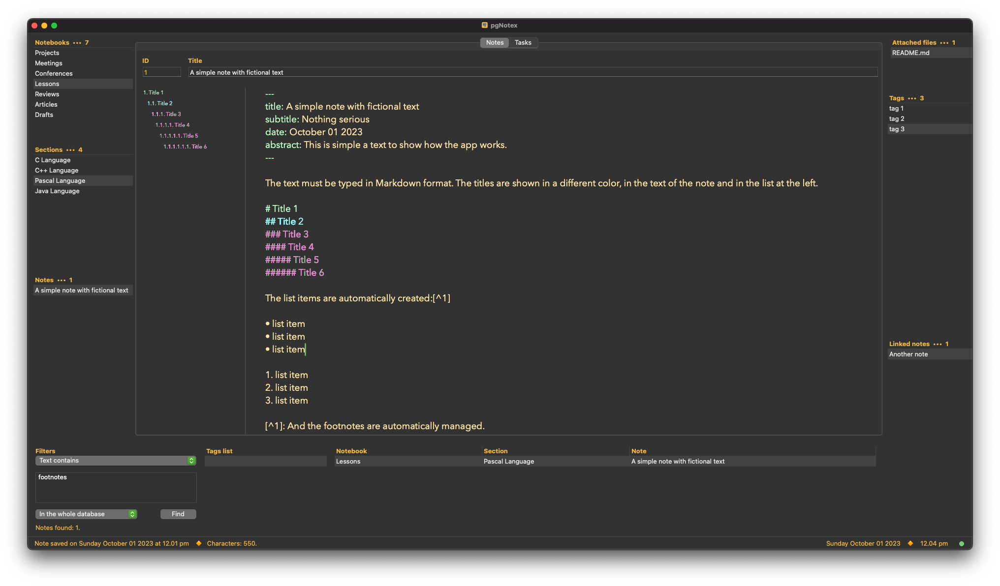 pgNotex
Notebooks ••• 7
Projects
Meetings
Conferences
Lessons
Reviews
Articles
Drafts
Sections ••• 4
C Language
C++ Language
Pascal Language
Java Language
Notes ••• 1
A simple note with fictional text
Notes Tasks
ID Title
1 A simple note with fictional text
1. Title 1
1.1. Title 2
1.1.1. Title 3
1.1.1.1. Title 4
1.1.1.1.1. Title 5
1.1.1.1.1.1. Title 6
---
title: A simple note with fictional text
subtitle: Nothing serious
date: October 01 2023
abstract: This is simple a text to show how the app works.
---
The text must be typed in Markdown format. The titles are shown in a different color, in the text of the note and in the list at the left.
# Title 1
## Title 2
### Title 3
#### Title 4
##### Title 5
###### Title 6
The list items are automatically created:[^1]
• list item
• list item
• list item
1. list item
2. list item
3. list item
[^1]: And the footnotes are automatically managed.
Attached files ••• 1
README.md
Tags ••• 3
tag 1
tag 2
tag 3
Linked notes ••• 1
Another note
Filters
Text contains
footnotes
In the whole database Find
Notes found: 1.
Tags list
Notebook Section Note
Lessons Pascal Language A simple note with fictional text
Note saved on Sunday October 01 2023 at 12.01 pm ◆ Characters: 550.
Sunday October 01 2023 ◆ 12.04 pm